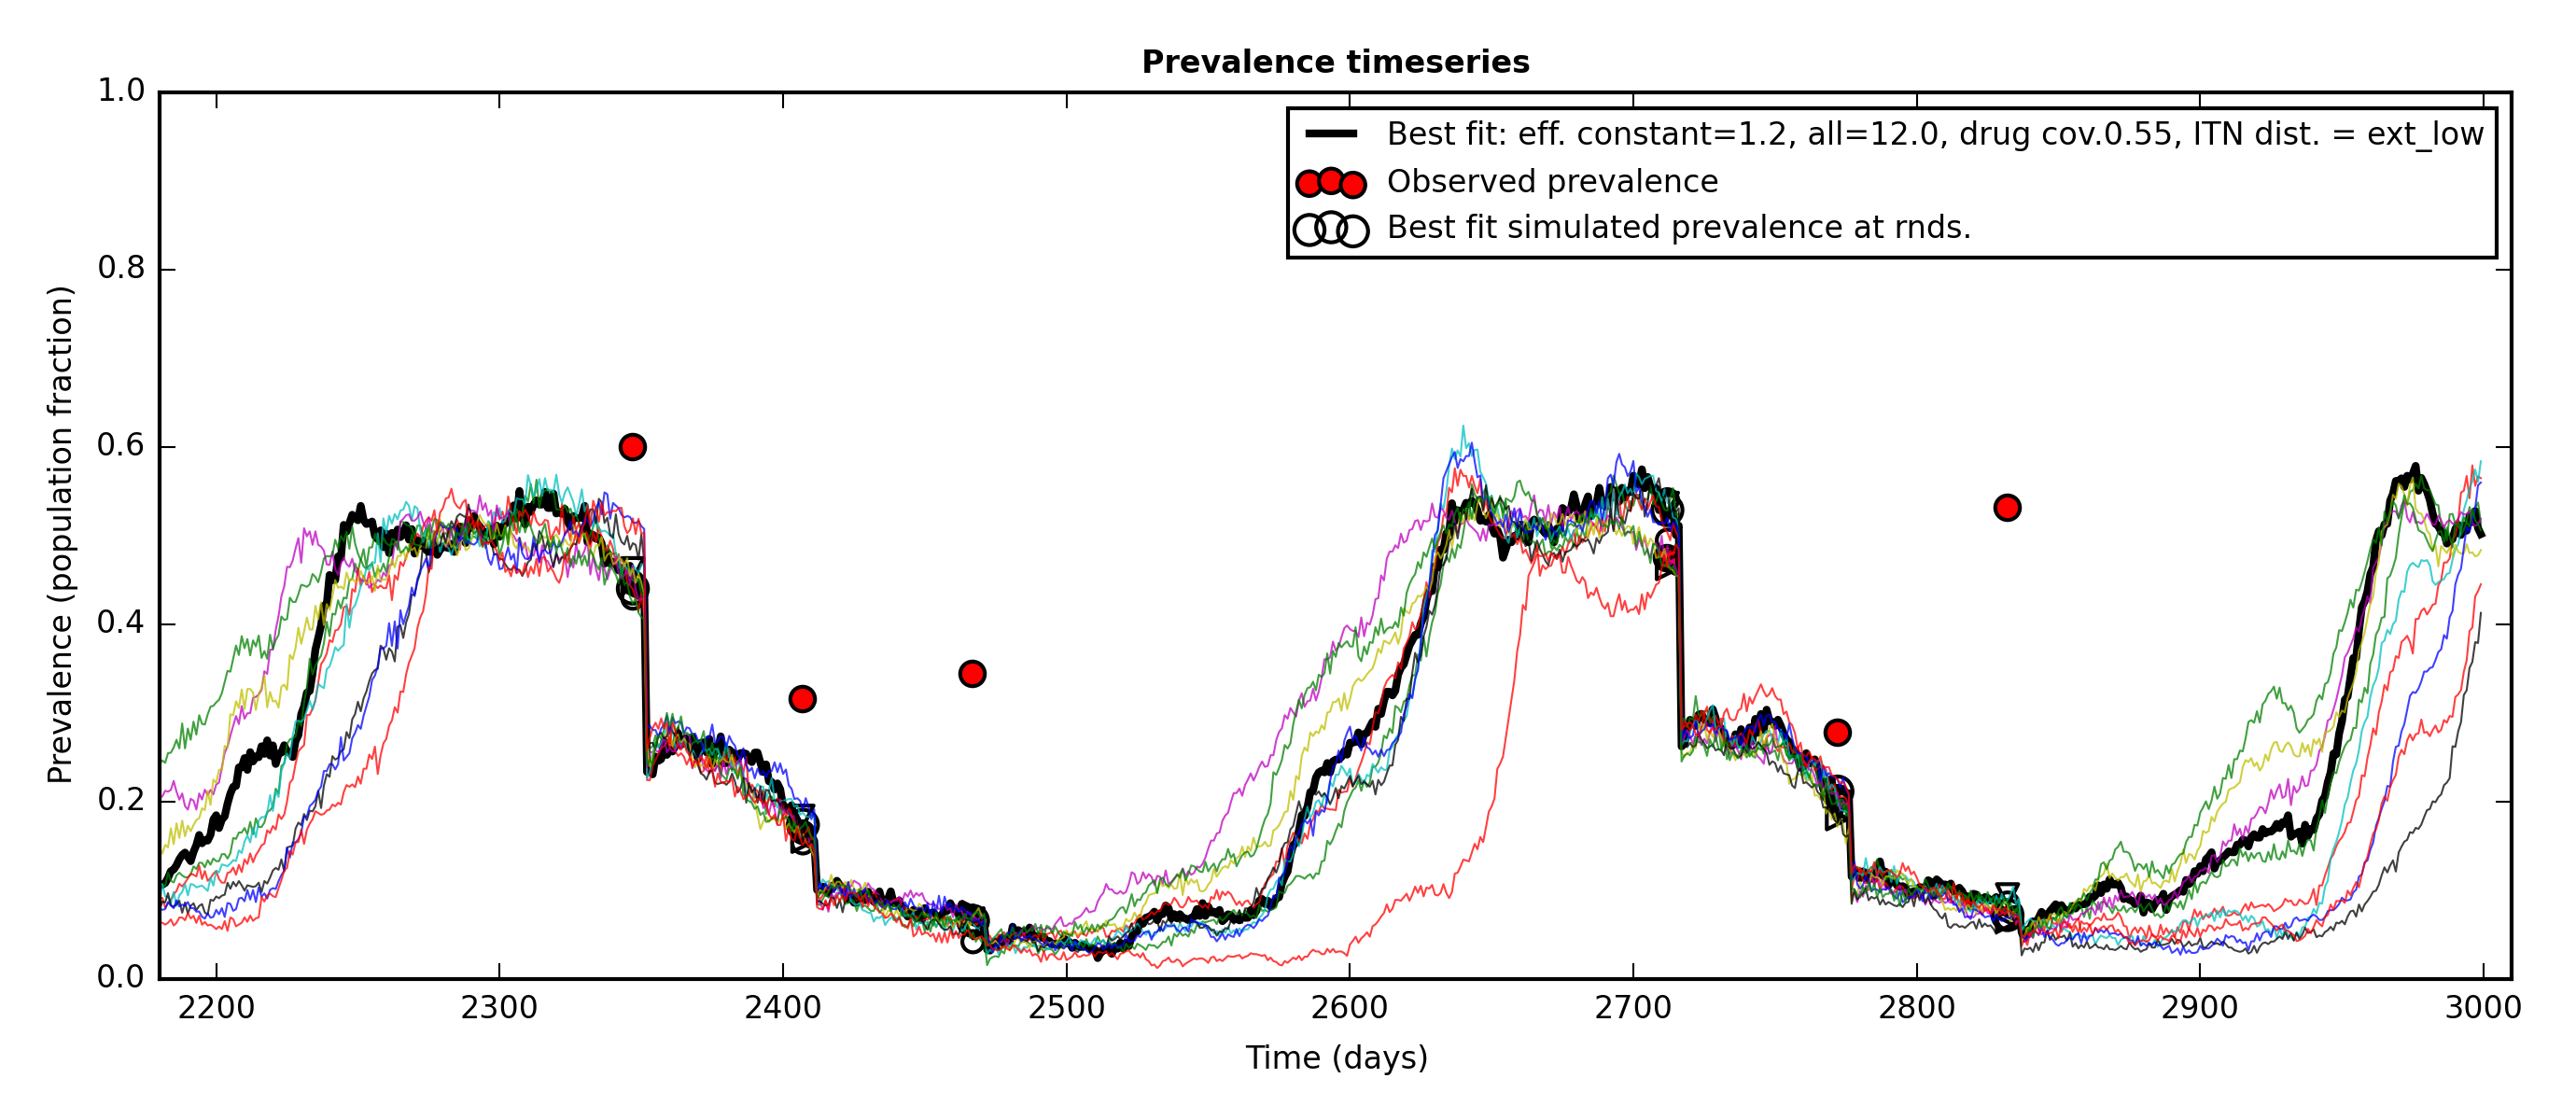 Prevalence timeseries
Best fit: eff. constant=1.2, all=12.0, drug cov.0.55, ITN dist. = ext_low
Observed prevalence
Best fit simulated prevalence at rnds.
Prevalence (population fraction)
1.0
0.8
0.6
0.4
0.2
0.0
2200 2300 2400 2500 2600 2700 2800 2900 3000
Time (days)